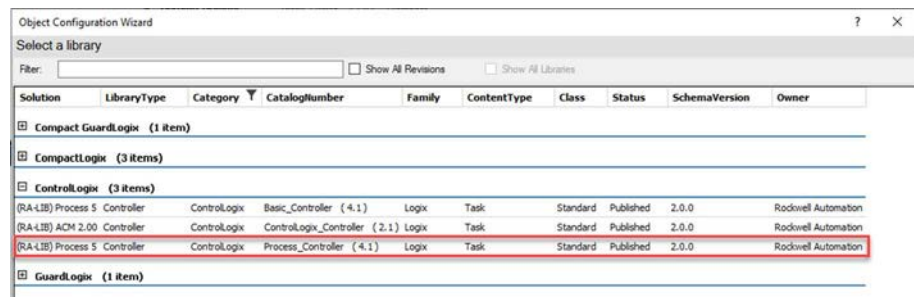 Object Configuration Wizard ? ×
Select a library
Filter: Show All Revisions Show All Libraries
Solution LibraryType Category CatalogNumber Family ContentType Class Status SchemaVersion Owner
Compact GuardLogix (1 item)
CompactLogix (3 items)
ControlLogix (3 items)
(RA-LIB) Process 5 Controller ControlLogix Basic_Controller (4.1) Logix Task Standard Published 2.0.0 Rockwell Automation
(RA-LIB) ACM 2.00 Controller ControlLogix ControlLogix_Controller (2.1) Logix Task Standard Published 2.0.0 Rockwell Automation
(RA-LIB) Process 5 Controller ControlLogix Process_Controller (4.1) Logix Task Standard Published 2.0.0 Rockwell Automation
GuardLogix (1 item)